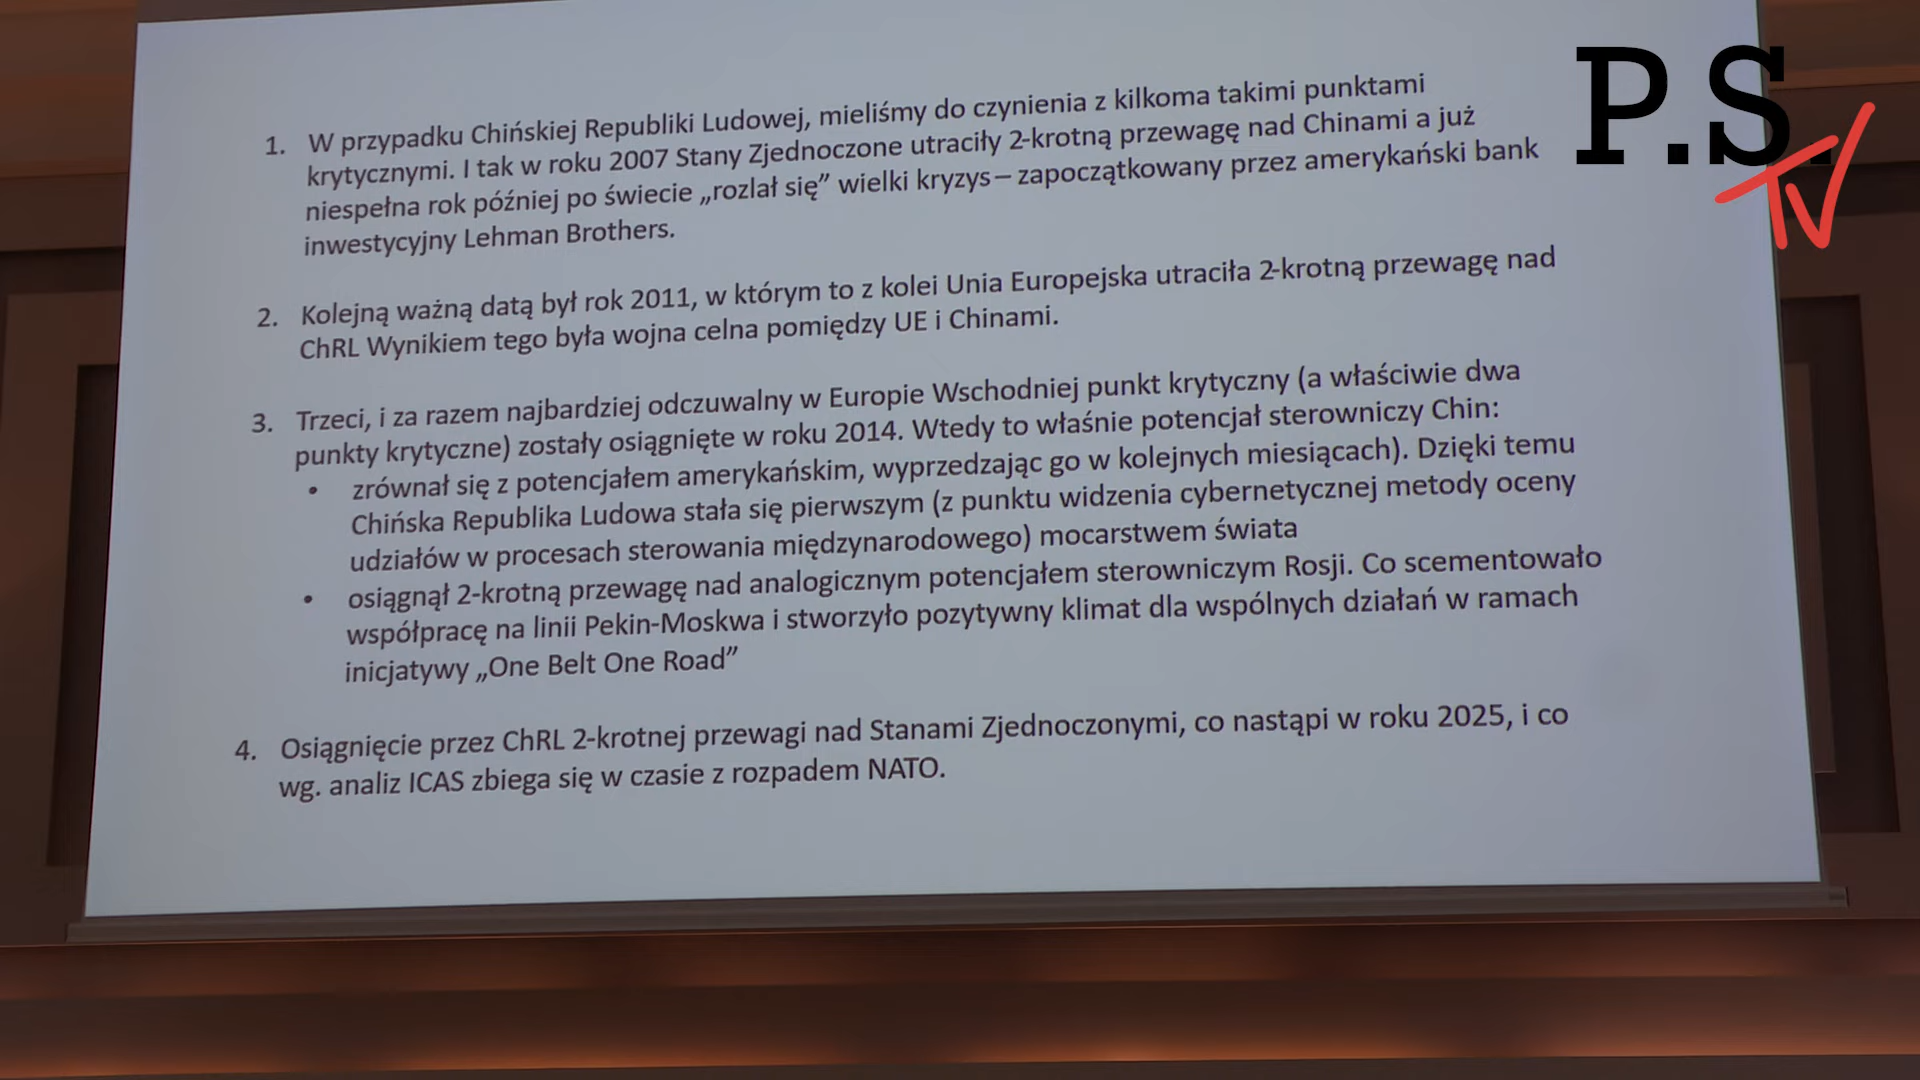 P.S.
TV
1. W przypadku Chińskiej Republiki Ludowej, mieliśmy do czynienia z kilkoma takimi punktami
krytycznymi. I tak w roku 2007 Stany Zjednoczone utraciły 2-krotną przewagę nad Chinami a już
niespełna rok później po świecie „rozlał się” wielki kryzys – zapoczątkowany przez amerykański bank
inwestycyjny Lehman Brothers.
2. Kolejną ważną datą był rok 2011, w którym to z kolei Unia Europejska utraciła 2-krotną przewagę nad
ChRL Wynikiem tego była wojna celna pomiędzy UE i Chinami.
3. Trzeci, i za razem najbardziej odczuwalny w Europie Wschodniej punkt krytyczny (a właściwie dwa
punkty krytyczne) zostały osiągnięte w roku 2014. Wtedy to właśnie potencjał sterowniczy Chin:
• zrównał się z potencjałem amerykańskim, wyprzedzając go w kolejnych miesiącach). Dzięki temu
Chińska Republika Ludowa stała się pierwszym (z punktu widzenia cybernetycznej metody oceny
udziałów w procesach sterowania międzynarodowego) mocarstwem świata
• osiągnął 2-krotną przewagę nad analogicznym potencjałem sterowniczym Rosji. Co scementowało
współpracę na linii Pekin-Moskwa i stworzyło pozytywny klimat dla wspólnych działań w ramach
inicjatywy „One Belt One Road”
4. Osiągnięcie przez ChRL 2-krotnej przewagi nad Stanami Zjednoczonymi, co nastąpi w roku 2025, i co
wg. analiz ICAS zbiega się w czasie z rozpadem NATO.